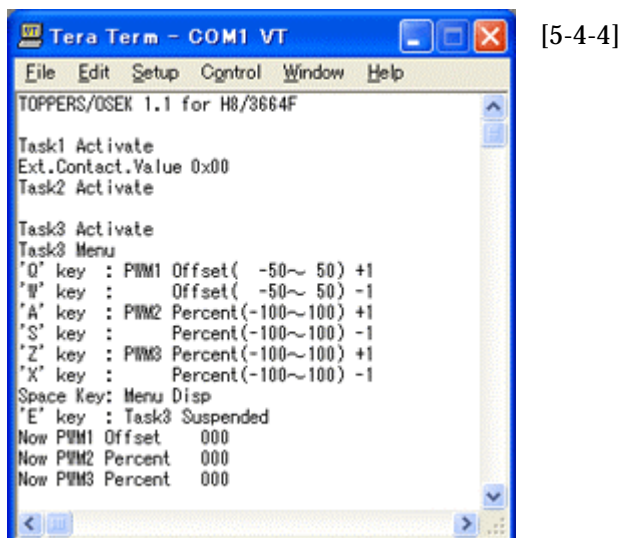 Tera Term - COM1 VT
[5-4-4]
File Edit Setup Control Window Help
TOPPERS/OSEK 1.1 for H8/3664F
Task1 Activate
Ext.Contact.Value 0x00
Task2 Activate
Task3 Activate
Task3 Menu
'Q' key : PWM1 Offset( -50～ 50) +1
'W' key : Offset( -50～ 50) -1
'A' key : PWM2 Percent(-100～100) +1
'S' key : Percent(-100～100) -1
'Z' key : PWM3 Percent(-100～100) +1
'X' key : Percent(-100～100) -1
Space Key: Menu Disp
'E' key : Task3 Suspended
Now PWM1 Offset 000
Now PWM2 Percent 000
Now PWM3 Percent 000